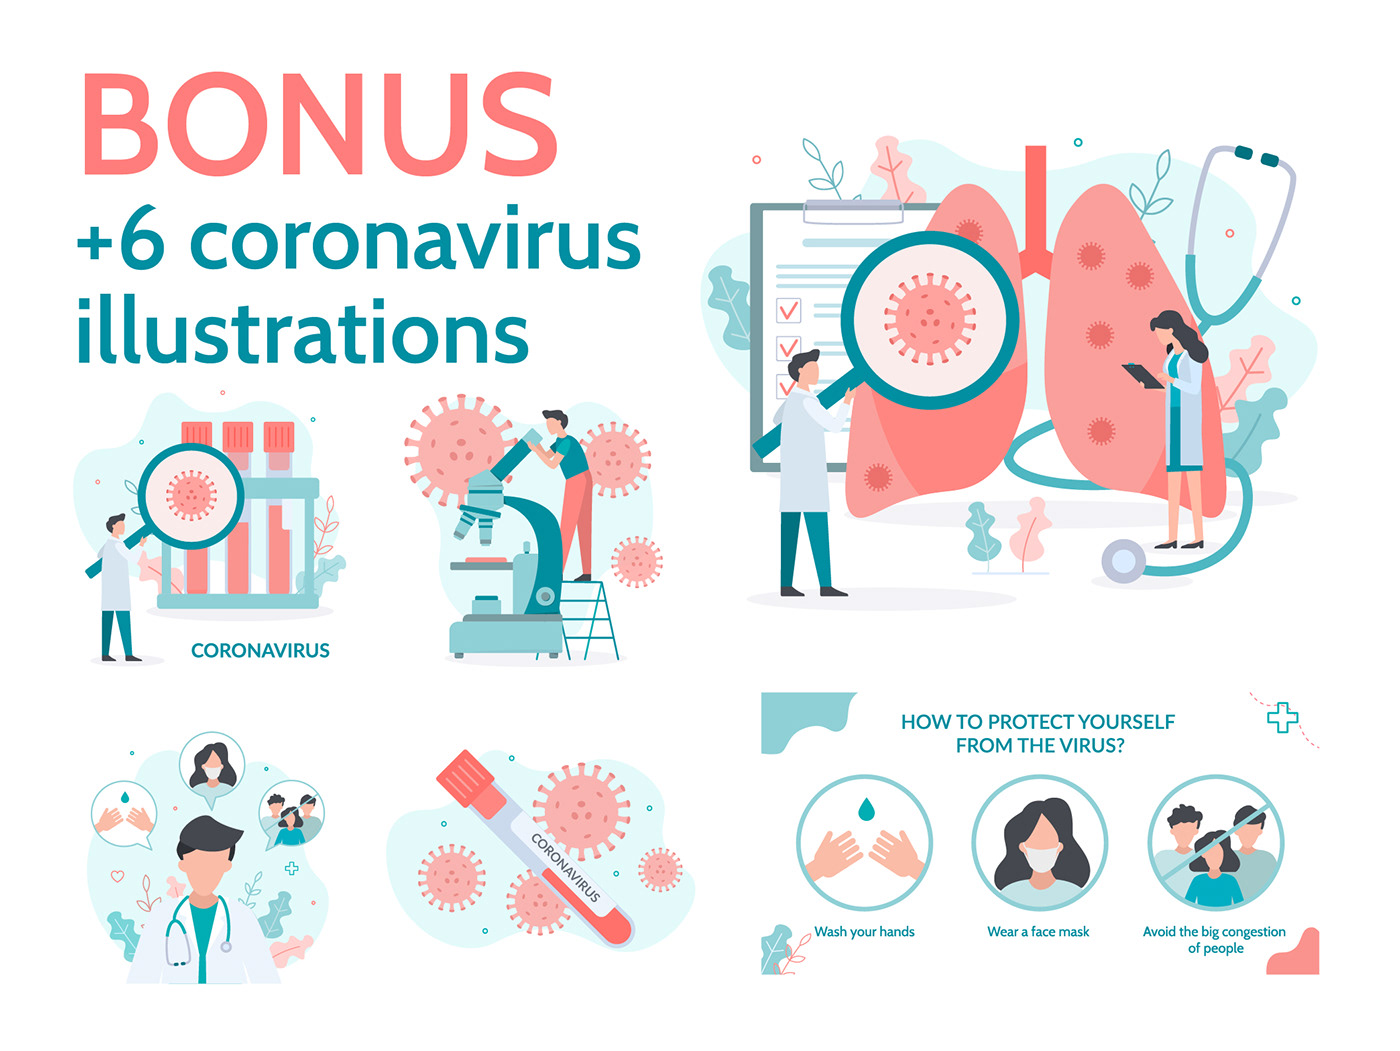 BONUS
+6 coronavirus
illustrations
CORONAVIRUS
CORONAVIRUS
HOW TO PROTECT YOURSELF
FROM THE VIRUS?
Wash your hands
Wear a face mask
Avoid the big congestion
of people